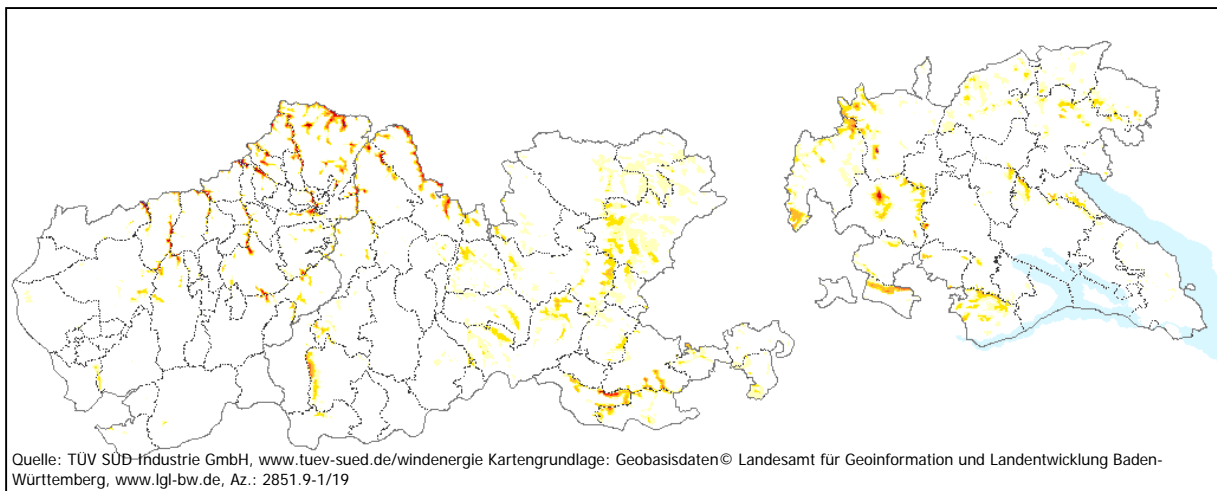 Quelle: TÜV SÜD Industrie GmbH, www.tuev-sued.de/windenergie Kartengrundlage: Geobasisdaten© Landesamt für Geoinformation und Landentwicklung Baden-
Württemberg, www.lgl-bw.de, Az.: 2851.9-1/19